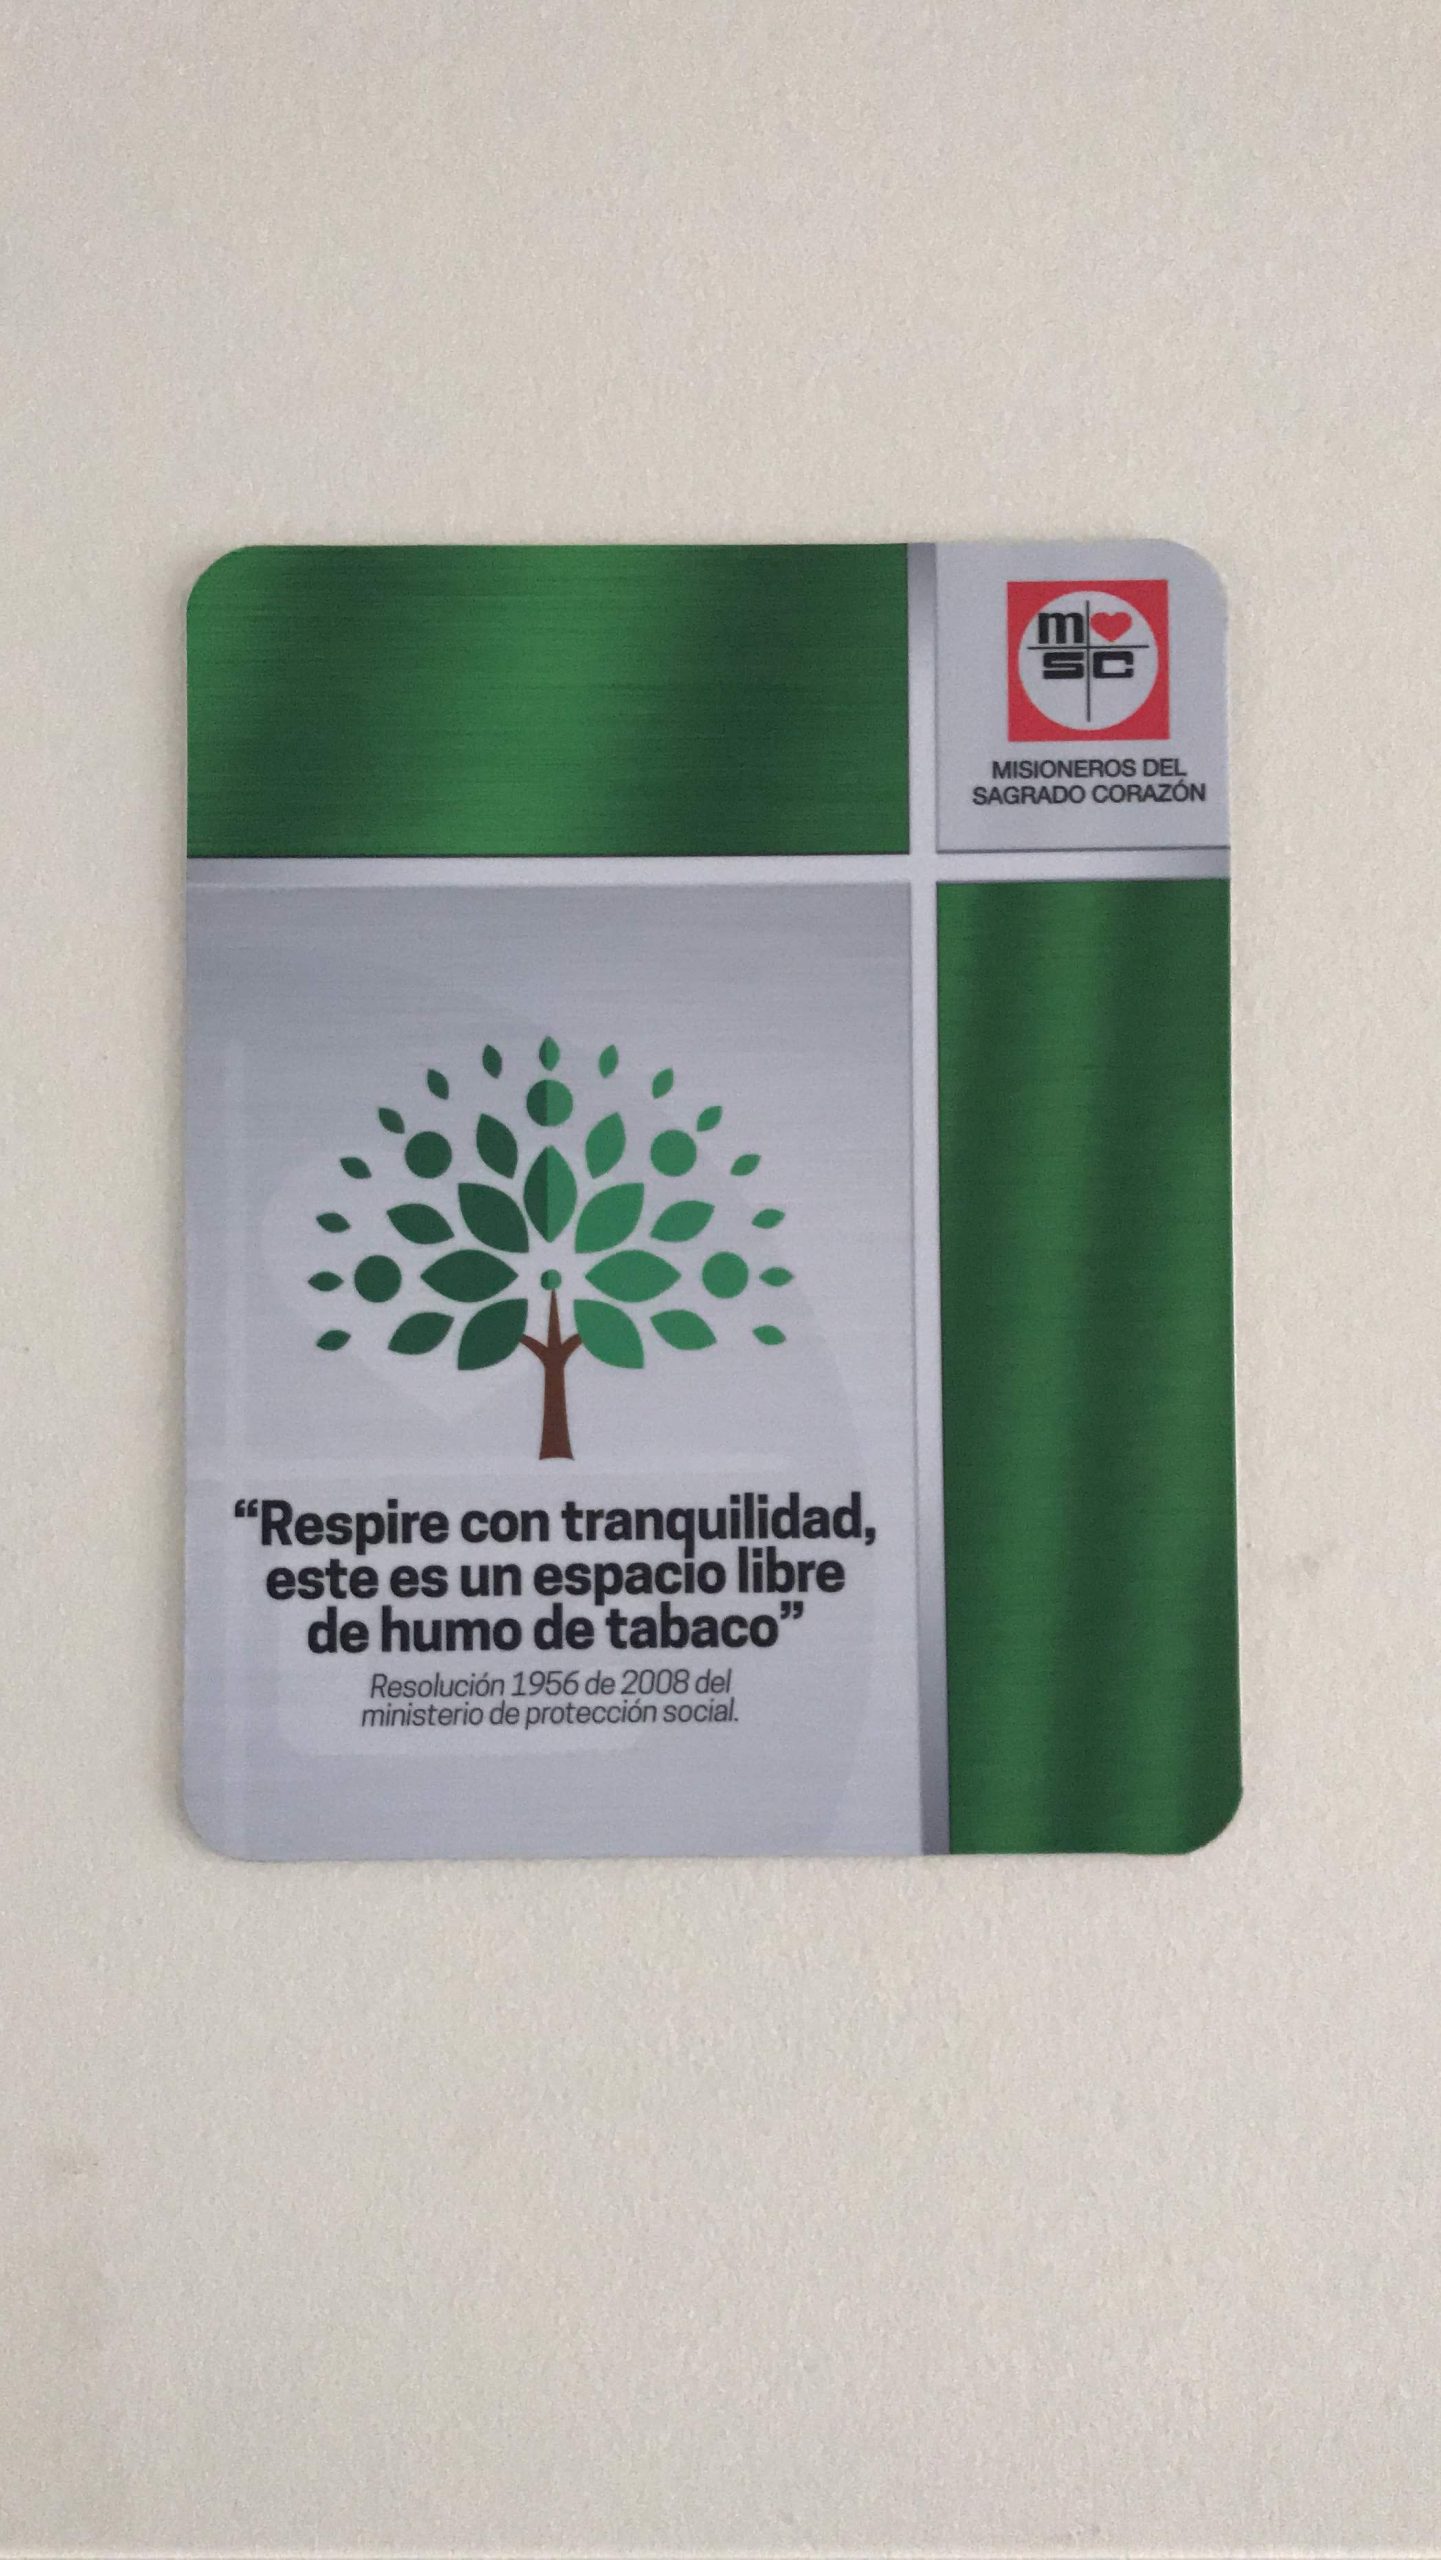 m
SC
MISIONEROS DEL
SAGRADO CORAZÓN
“Respire con tranquilidad,
este es un espacio libre
de humo de tabaco”
Resolución 1956 de 2008 del
ministerio de protección social.